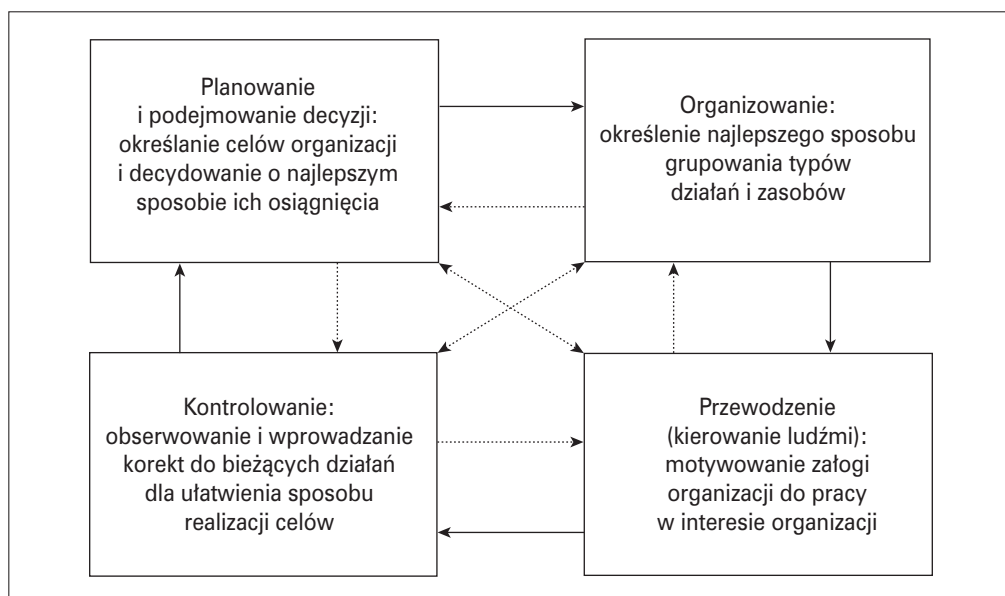 Planowanie
i podejmowanie decyzji:
określanie celów organizacji
i decydowanie o najlepszym
sposobie ich osiągnięcia
Organizowanie:
określenie najlepszego sposobu
grupowania typów
działań i zasobów
Kontrolowanie:
obserwowanie i wprowadzanie
korekt do bieżących działań
dla ułatwienia sposobu
realizacji celów
Przewodzenie
(kierowanie ludźmi):
motywowanie załogi
organizacji do pracy
w interesie organizacji